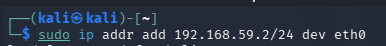 ┌──(kali㉿kali)-[~]
└─$ sudo ip addr add 192.168.59.2/24 dev eth0